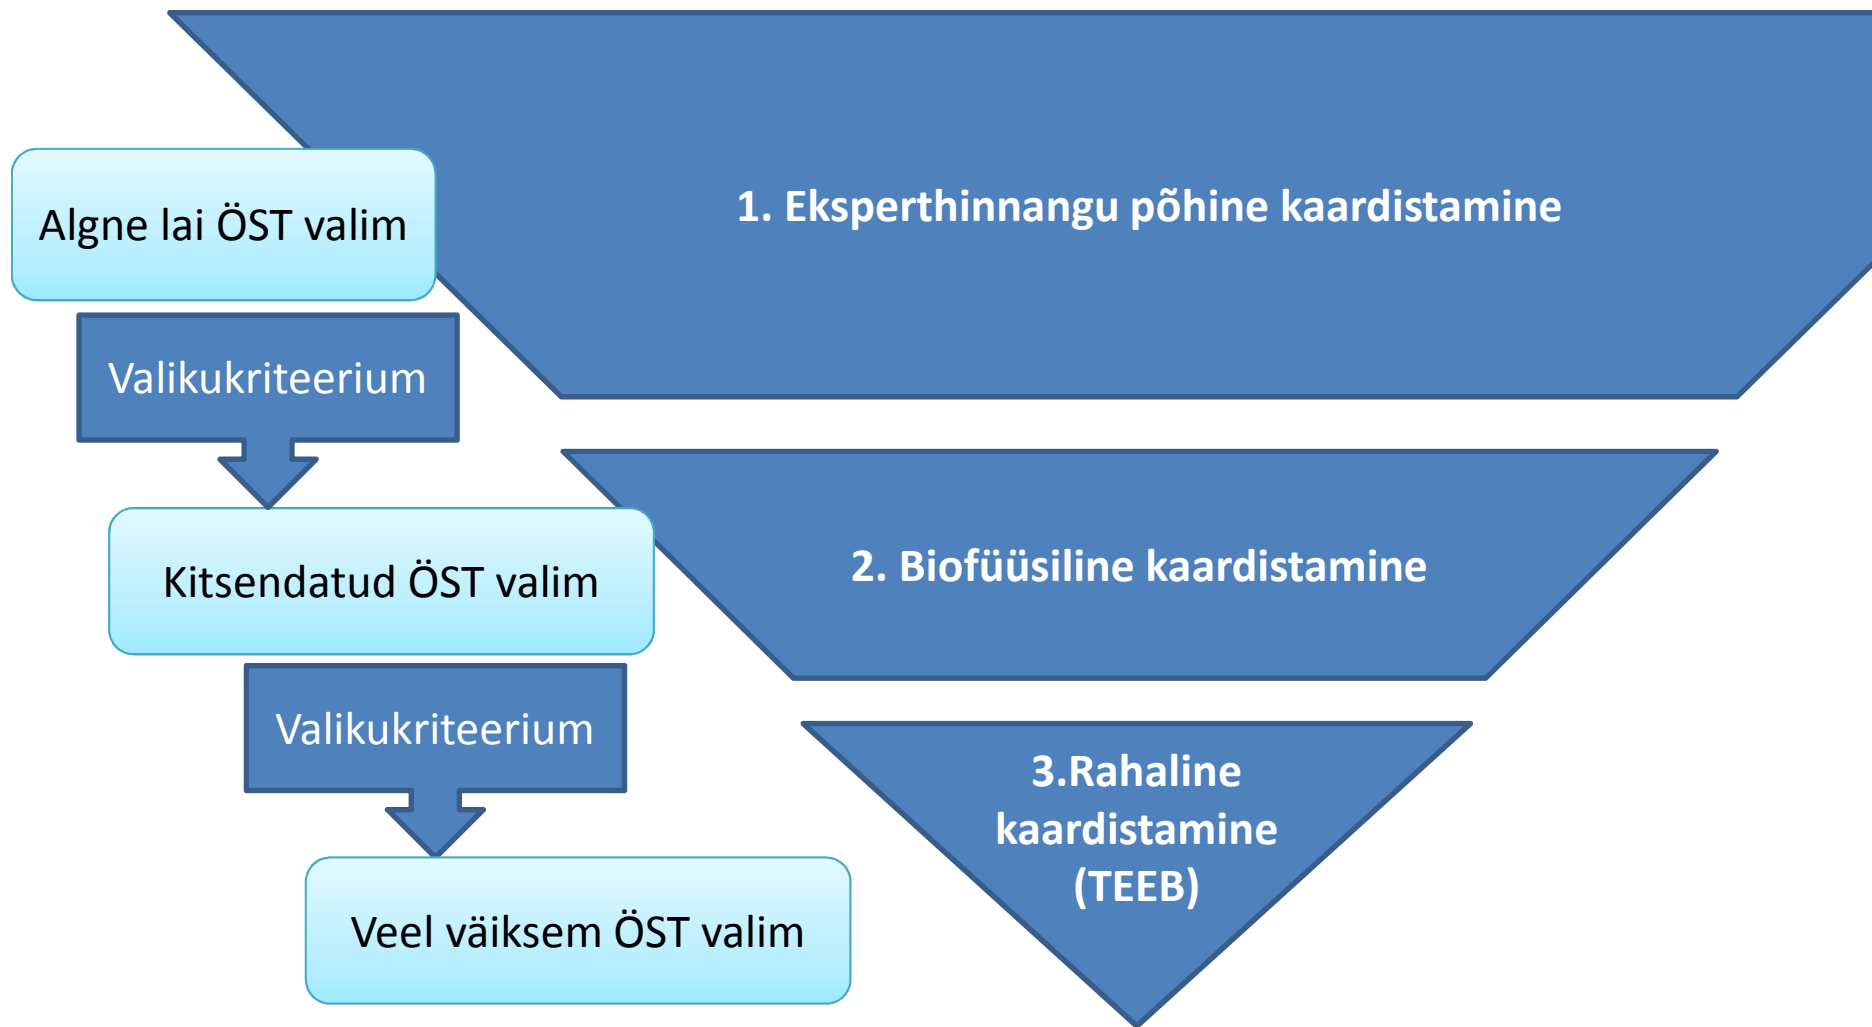 1. Eksperthinnangu põhine kaardistamine
Algne lai ÖST valim
Valikukriteerium
2. Biofüüsiline kaardistamine
Kitsendatud ÖST valim
Valikukriteerium
3.Rahaline
kaardistamine
(TEEB)
Veel väiksem ÖST valim